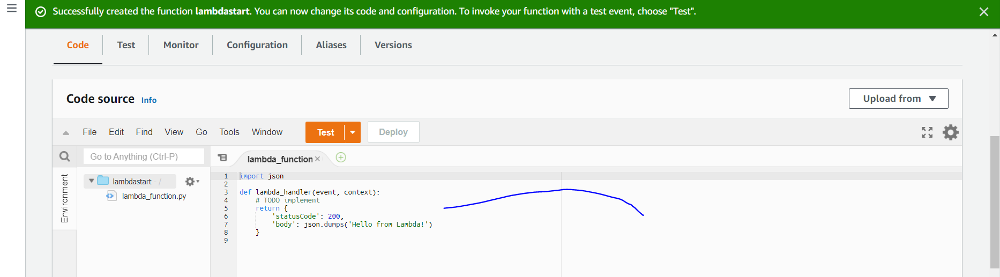 Successfully created the function lambdastart. You can now change its code and configuration. To invoke your function with a test event, choose "Test".
Code Test Monitor Configuration Aliases Versions
Code source Info Upload from
File Edit Find View Go Tools Window Test Deploy
Go to Anything (Ctrl-P) lambda_function
Environment
lambdastart - /
lambda_function.py
1 import json
2
3 def lambda_handler(event, context):
4 # TODO implement
5 return {
6 'statusCode': 200,
7 'body': json.dumps('Hello from Lambda!')
8 }
9